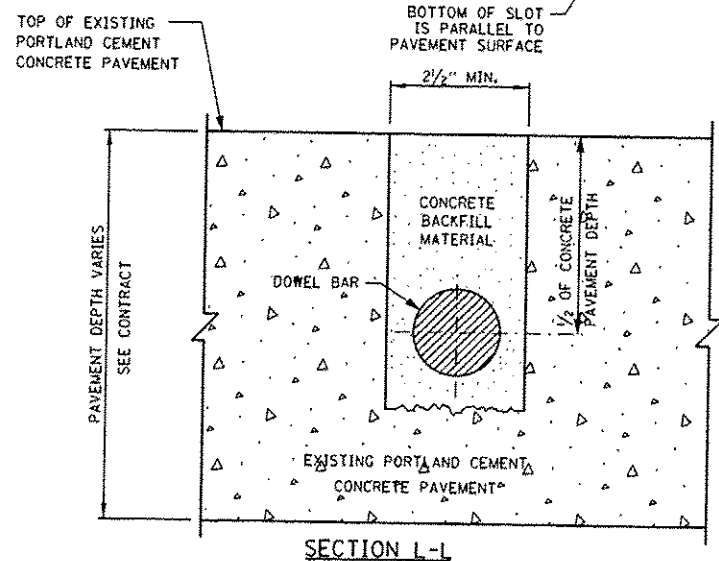 TOP OF EXISTING
PORTLAND CEMENT
CONCRETE PAVEMENT
BOTTOM OF SLOT
IS PARALLEL TO
PAVEMENT SURFACE
2 1/2" MIN.
PAVEMENT DEPTH VARIES
SEE CONTRACT
CONCRETE
BACKFILL
MATERIAL
1/2 OF CONCRETE
PAVEMENT DEPTH
DOWEL BAR
EXISTING PORTLAND CEMENT
CONCRETE PAVEMENT
SECTION L-L